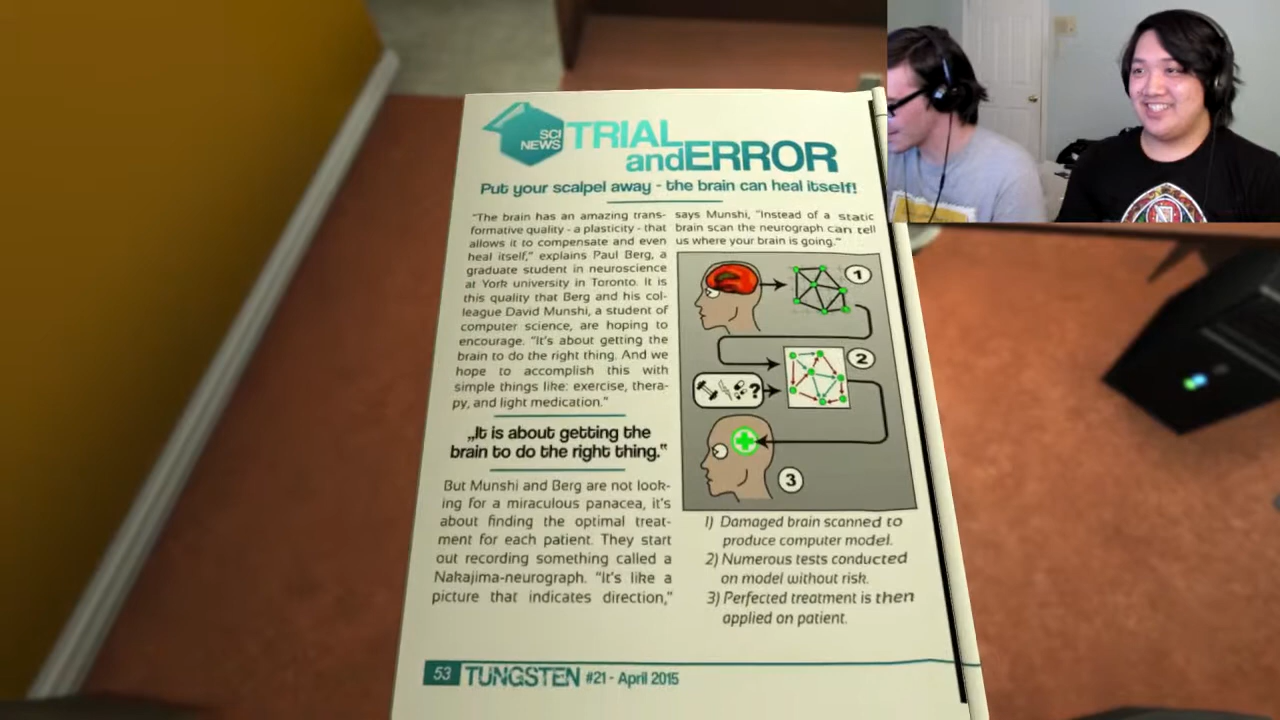 SCI
NEWS
TRIAL
andERROR
Put your scalpel away - the brain can heal itself!
"The brain has an amazing trans-
formative quality - a plasticity - that
allows it to compensate and even
heal itself," explains Paul Berg, a
graduate student in neuroscience
at York university in Toronto. It is
this quality that Berg and his col-
league David Munshi, a student of
computer science, are hoping to
encourage. "It's about getting the
brain to do the right thing. And we
hope to accomplish this with
simple things like: exercise, thera-
py, and light medication."
„It is about getting the
brain to do the right thing."
But Munshi and Berg are not look-
ing for a miraculous panacea, it's
about finding the optimal treat-
ment for each patient. They start
out recording something called a
Nakajima-neurograph. "It's like a
picture that indicates direction,"
says Munshi, "Instead of a static
brain scan the neurograph can tell
us where your brain is going."
1
2
?
3
1) Damaged brain scanned to
produce computer model.
2) Numerous tests conducted
on model without risk.
3) Perfected treatment is then
applied on patient.
53 TUNGSTEN #21 - April 2015